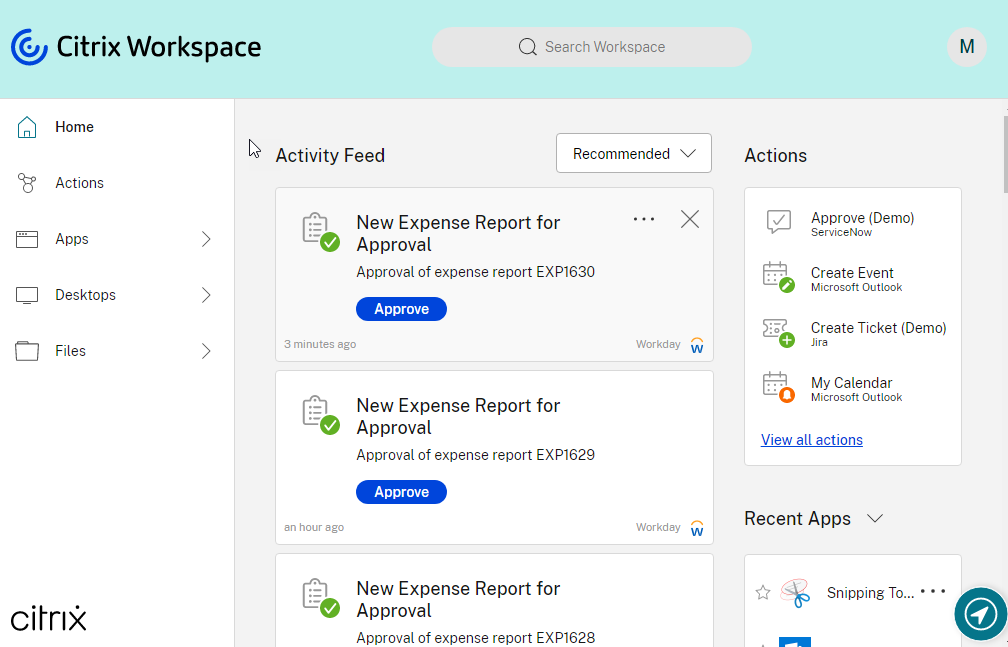 Citrix Workspace
Search Workspace
M
Home
Actions
Apps
Desktops
Files
citrix
Activity Feed
Recommended
New Expense Report for
Approval
Approval of expense report EXP1630
Approve
3 minutes ago
Workday
New Expense Report for
Approval
Approval of expense report EXP1629
Approve
an hour ago
Workday
New Expense Report for
Approval
Approval of expense report EXP1628
Actions
Approve (Demo)
ServiceNow
Create Event
Microsoft Outlook
Create Ticket (Demo)
Jira
My Calendar
Microsoft Outlook
View all actions
Recent Apps
Snipping To...